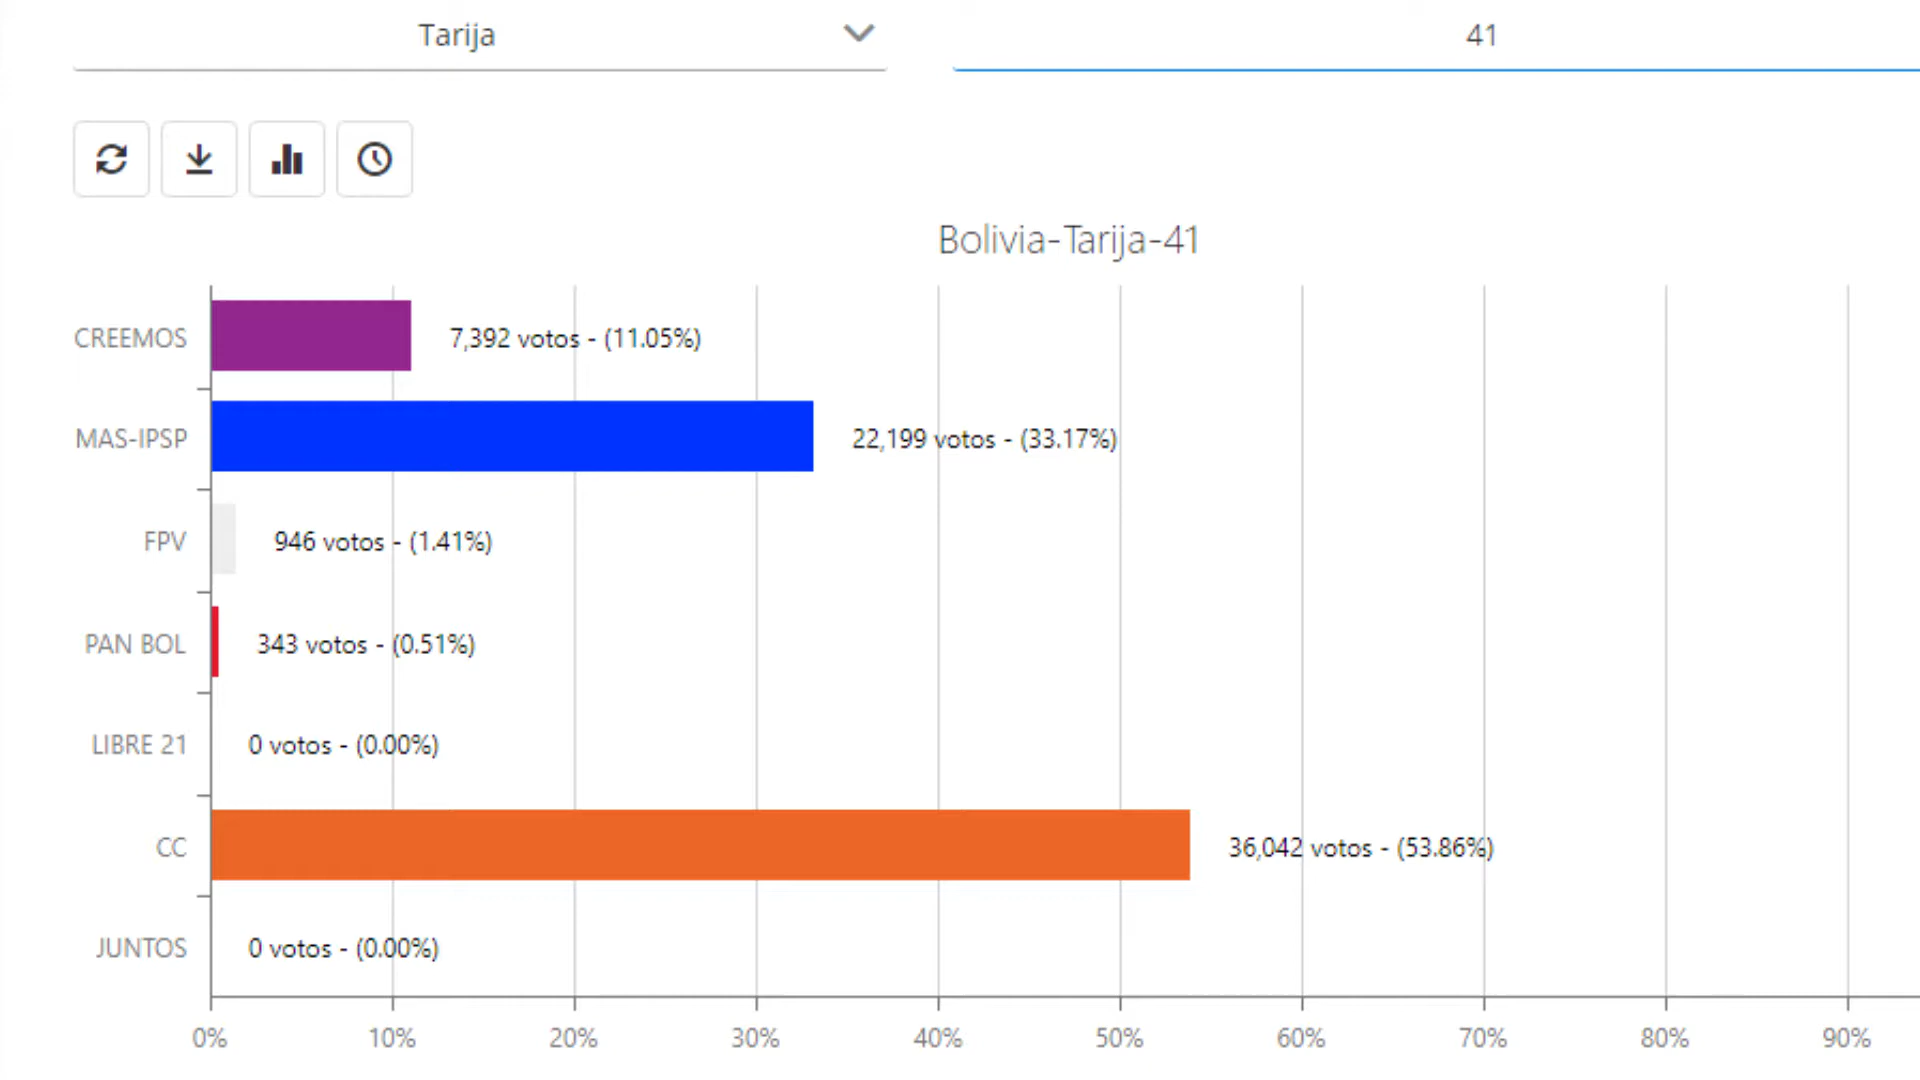 Tarija 41
Bolivia-Tarija-41
CREEMOS 7,392 votos - (11.05%)
MAS-IPSP 22,199 votos - (33.17%)
FPV 946 votos - (1.41%)
PAN BOL 343 votos - (0.51%)
LIBRE 21 0 votos - (0.00%)
CC 36,042 votos - (53.86%)
JUNTOS 0 votos - (0.00%)
0% 10% 20% 30% 40% 50% 60% 70% 80% 90%